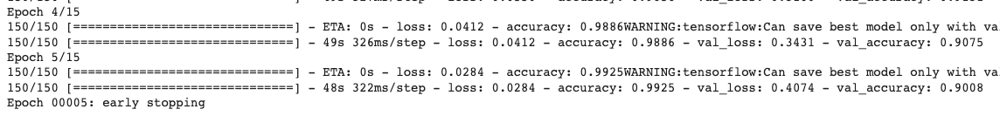 Epoch 4/15
150/150 [==============================] - ETA: 0s - loss: 0.0412 - accuracy: 0.9886WARNING:tensorflow:Can save best model only with va
150/150 [==============================] - 49s 326ms/step - loss: 0.0412 - accuracy: 0.9886 - val_loss: 0.3431 - val_accuracy: 0.9075
Epoch 5/15
150/150 [==============================] - ETA: 0s - loss: 0.0284 - accuracy: 0.9925WARNING:tensorflow:Can save best model only with va
150/150 [==============================] - 48s 322ms/step - loss: 0.0284 - accuracy: 0.9925 - val_loss: 0.4074 - val_accuracy: 0.9008
Epoch 00005: early stopping